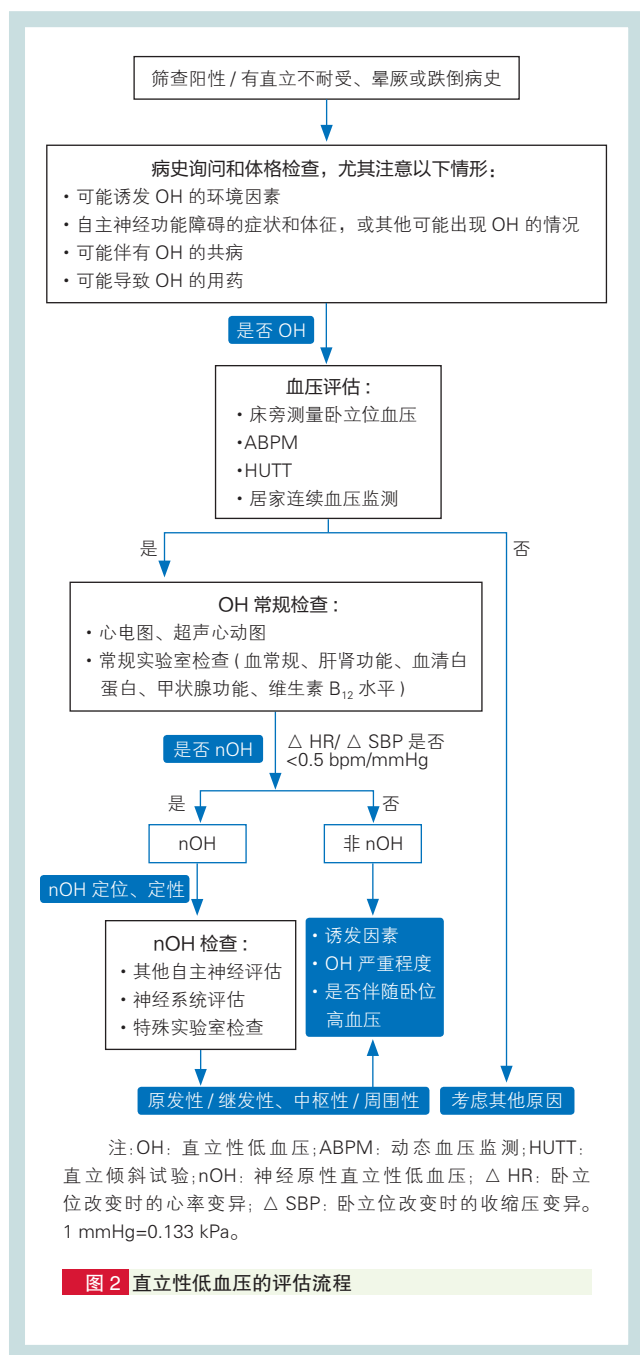 筛查阳性 / 有直立不耐受、晕厥或跌倒病史
病史询问和体格检查，尤其注意以下情形：
· 可能诱发 OH 的环境因素
· 自主神经功能障碍的症状和体征，或其他可能出现 OH 的情况
· 可能伴有 OH 的共病
· 可能导致 OH 的用药
是否 OH
血压评估：
· 床旁测量卧立位血压
·ABPM
·HUTT
· 居家连续血压监测
是
否
OH 常规检查：
· 心电图、超声心动图
· 常规实验室检查 ( 血常规、肝肾功能、血清白
蛋白、甲状腺功能、维生素 B₁₂ 水平 )
是否 nOH
△ HR/ △ SBP 是否
<0.5 bpm/mmHg
是
否
nOH
非 nOH
nOH 定位、定性
nOH 检查：
· 其他自主神经评估
· 神经系统评估
· 特殊实验室检查
· 诱发因素
· OH 严重程度
· 是否伴随卧位
高血压
原发性 / 继发性、中枢性 / 周围性
考虑其他原因
注:OH: 直立性低血压;ABPM: 动态血压监测;HUTT:
直立倾斜试验;nOH: 神经原性直立性低血压; △ HR: 卧立
位改变时的心率变异; △ SBP: 卧立位改变时的收缩压变异。
1 mmHg=0.133 kPa。
图 2 直立性低血压的评估流程